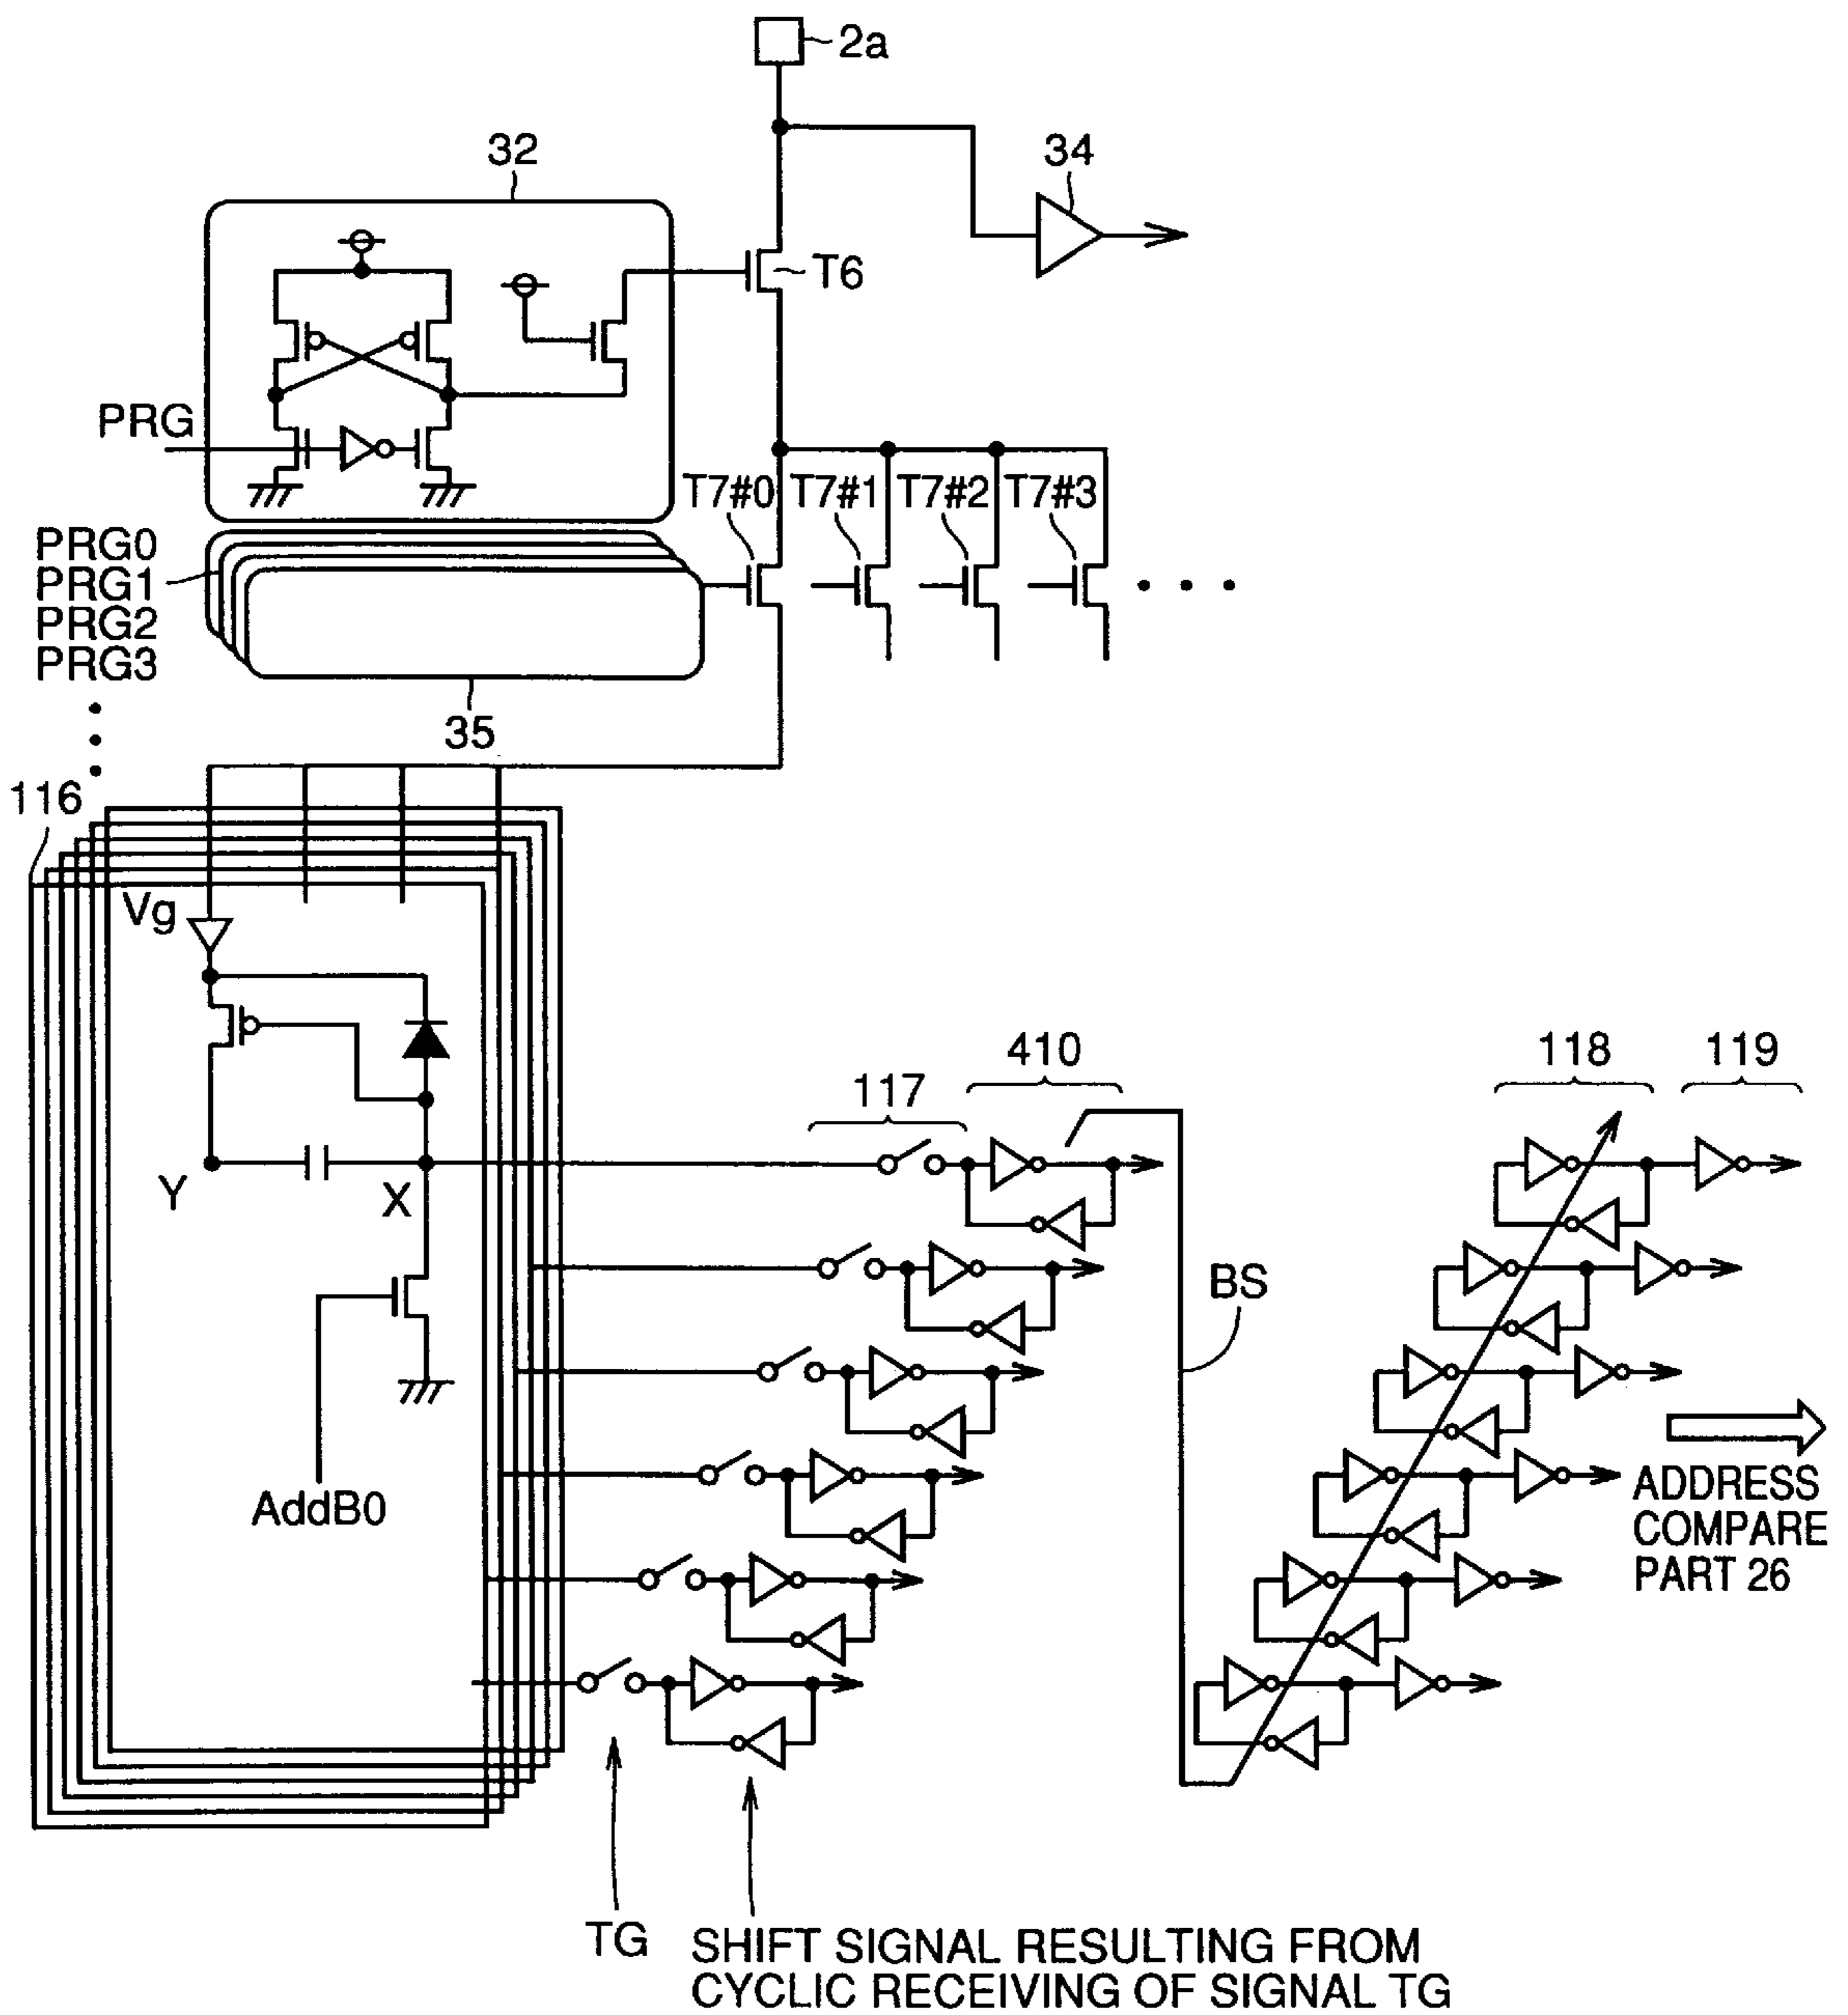 2a
32
34
T6
PRG
T7#0 T7#1 T7#2 T7#3
PRG0
PRG1
PRG2
PRG3
35
116
Vg
117
410
118
119
Y
X
BS
AddB0
ADDRESS
COMPARE
PART 26
TG
SHIFT SIGNAL RESULTING FROM
CYCLIC RECEIVING OF SIGNAL TG